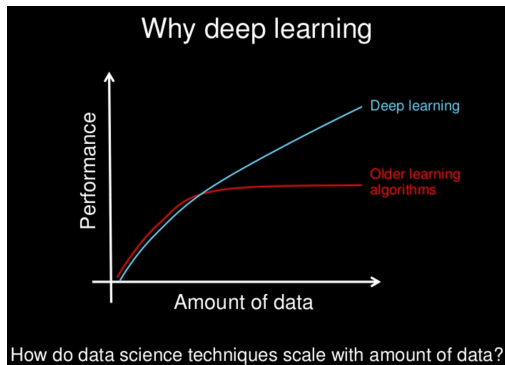 Why deep learning
Performance
Deep learning
Older learning
algorithms
Amount of data
How do data science techniques scale with amount of data?